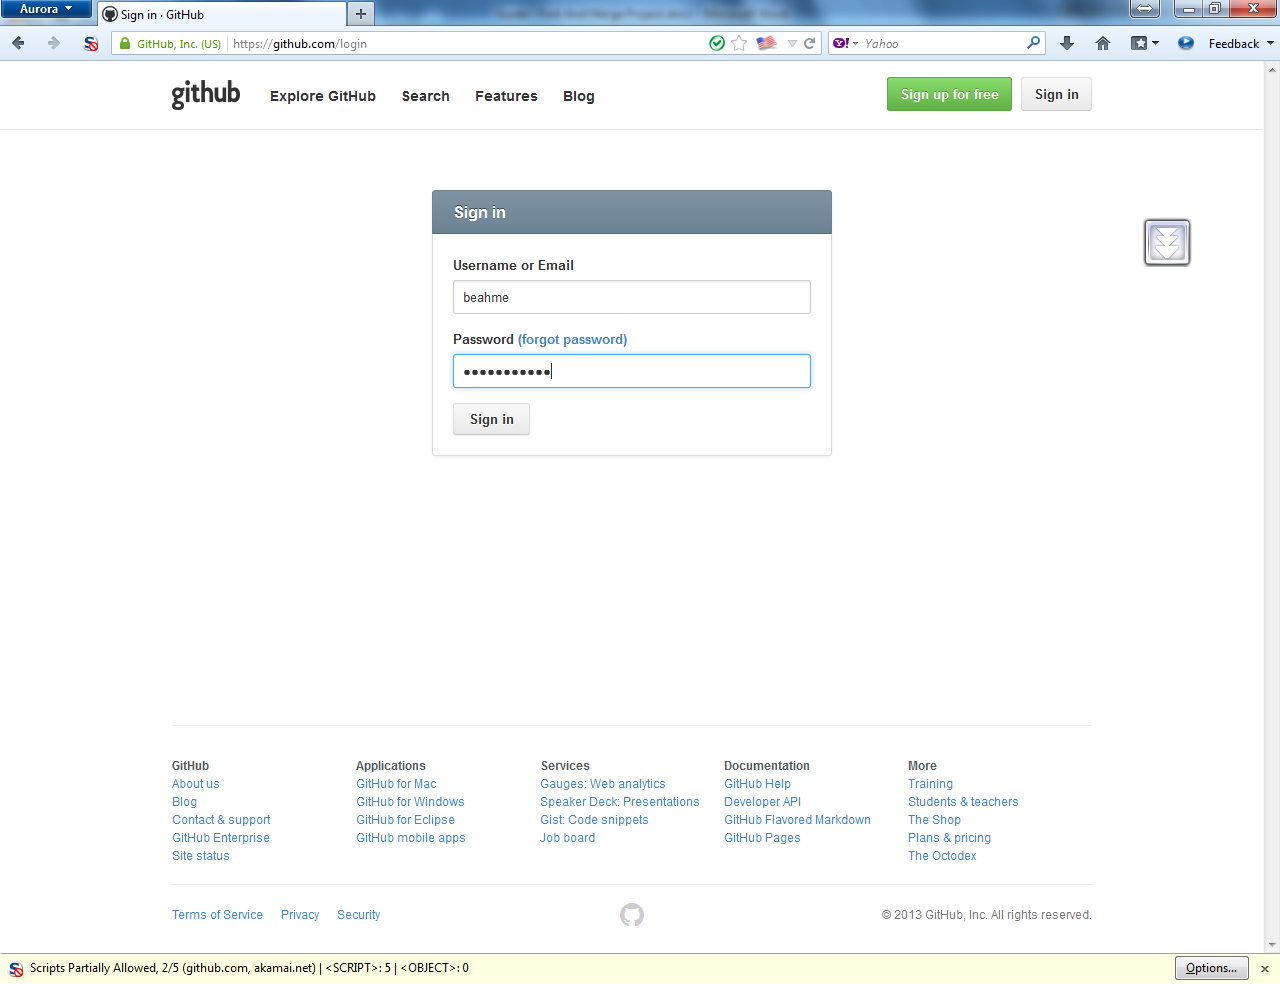 Aurora
Sign in · GitHub
GitHub, Inc. (US)
https://github.com/login
Y!
Yahoo
Feedback
github
Explore GitHub
Search
Features
Blog
Sign up for free
Sign in
Sign in
Username or Email
beahme
Password (forgot password)
•••••••••••
Sign in
GitHub
About us
Blog
Contact & support
GitHub Enterprise
Site status
Applications
GitHub for Mac
GitHub for Windows
GitHub for Eclipse
GitHub mobile apps
Services
Gauges: Web analytics
Speaker Deck: Presentations
Gist: Code snippets
Job board
Documentation
GitHub Help
Developer API
GitHub Flavored Markdown
GitHub Pages
More
Training
Students & teachers
The Shop
Plans & pricing
The Octodex
Terms of Service
Privacy
Security
© 2013 GitHub, Inc. All rights reserved.
Scripts Partially Allowed, 2/5 (github.com, akamai.net) | <SCRIPT>: 5 | <OBJECT>: 0
Options...